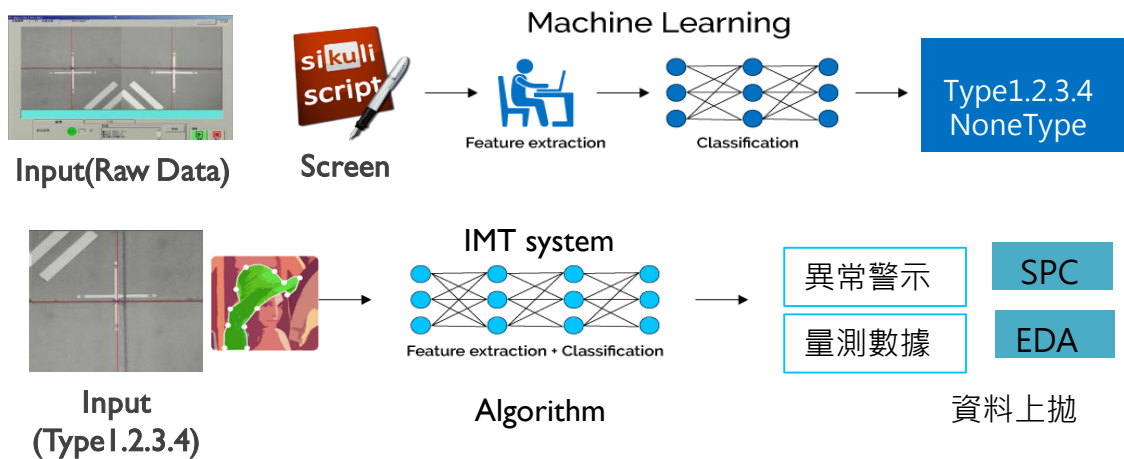 Machine Learning
sikuli
script
Feature extraction
Classification
Type1.2.3.4
NoneType
Input(Raw Data)
Screen
IMT system
Feature extraction + Classification
異常警示
SPC
量測數據
EDA
Input
(Type1.2.3.4)
Algorithm
資料上拋